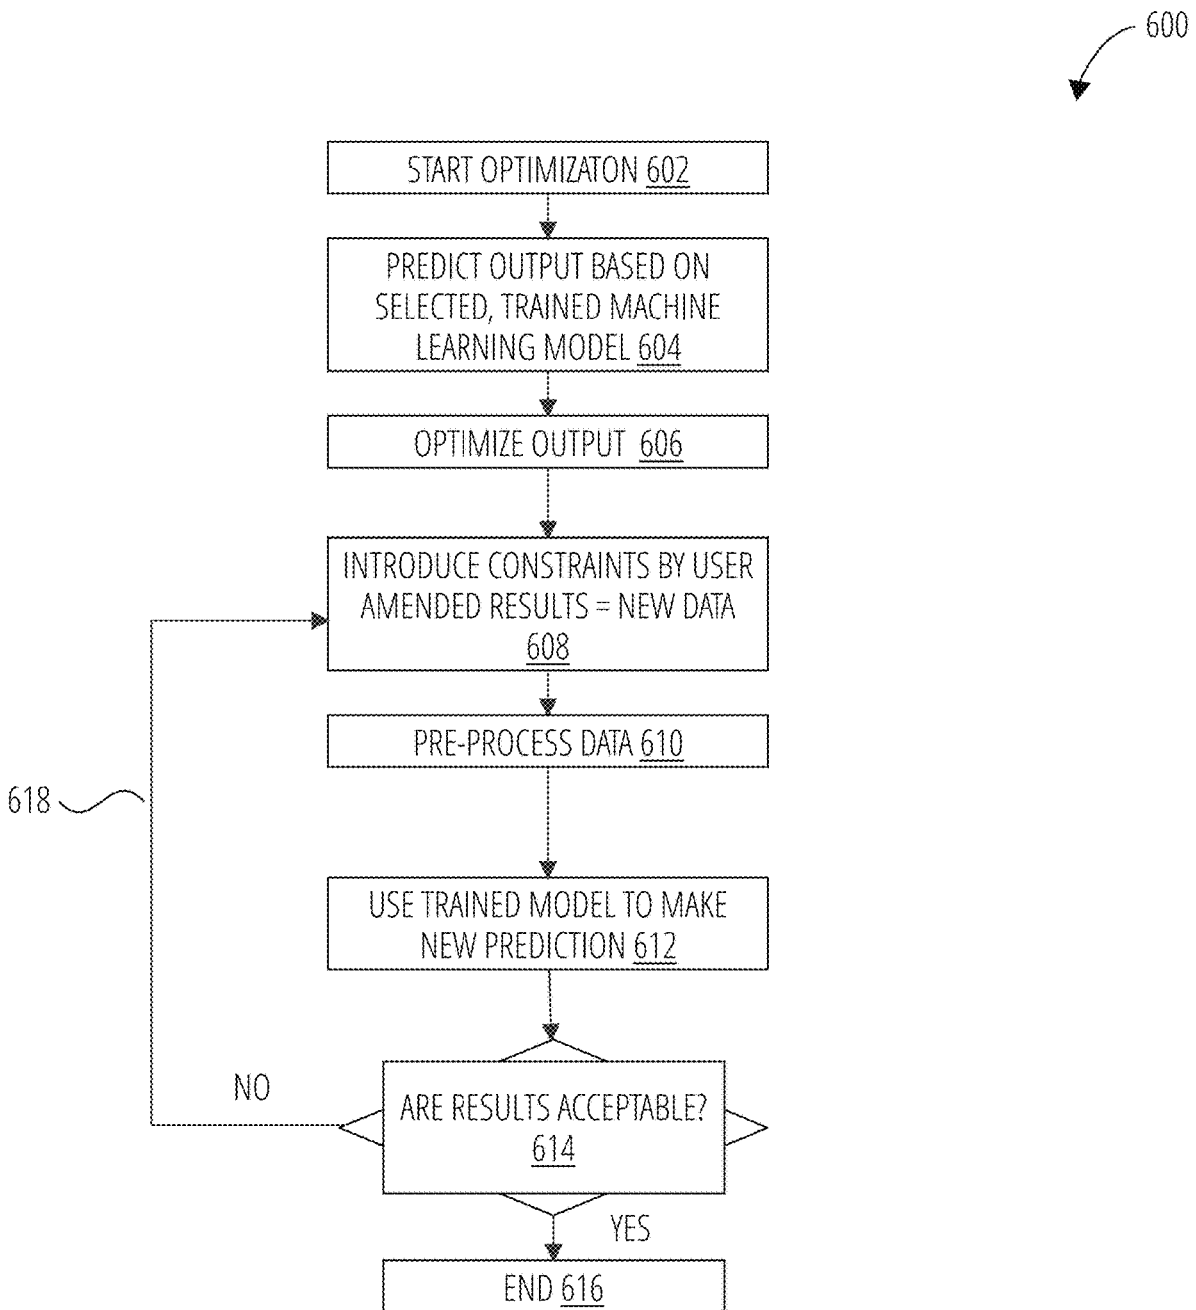 600
START OPTIMIZATON 602
PREDICT OUTPUT BASED ON
SELECTED, TRAINED MACHINE
LEARNING MODEL 604
OPTIMIZE OUTPUT 606
INTRODUCE CONSTRAINTS BY USER
AMENDED RESULTS = NEW DATA
608
PRE-PROCESS DATA 610
618
USE TRAINED MODEL TO MAKE
NEW PREDICTION 612
NO
ARE RESULTS ACCEPTABLE?
614
YES
END 616